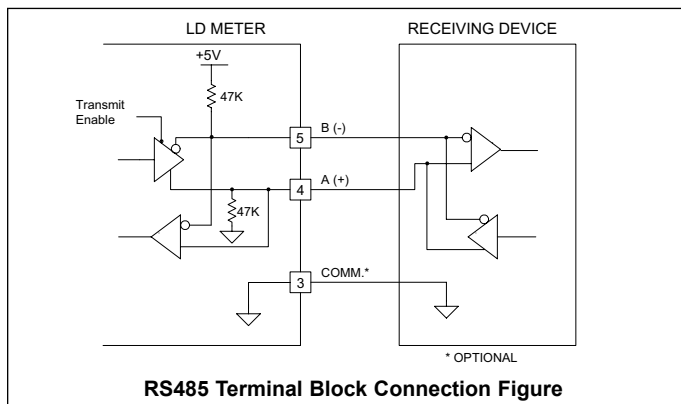 LD METER
RECEIVING DEVICE
+5V
47K
Transmit
Enable
5
B (-)
4
A (+)
47K
3
COMM.*
* OPTIONAL
RS485 Terminal Block Connection Figure